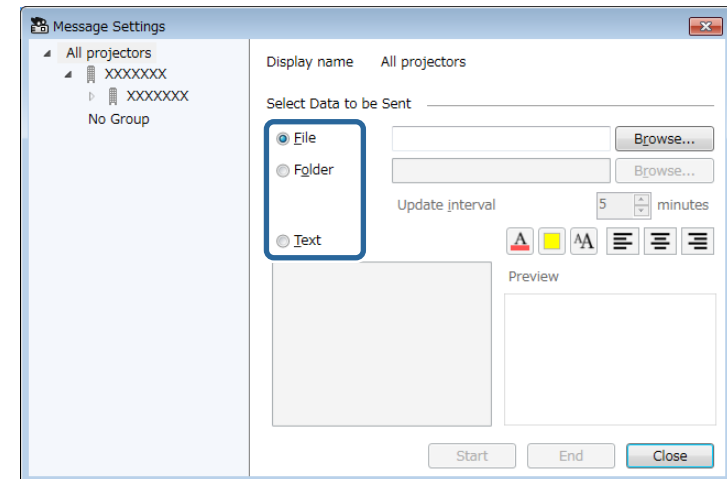 Message Settings
All projectors
XXXXXXX
XXXXXXX
No Group
Display name All projectors
Select Data to be Sent
File Browse...
Folder Browse...
Update interval 5 minutes
Text A AA
Preview
Start End Close